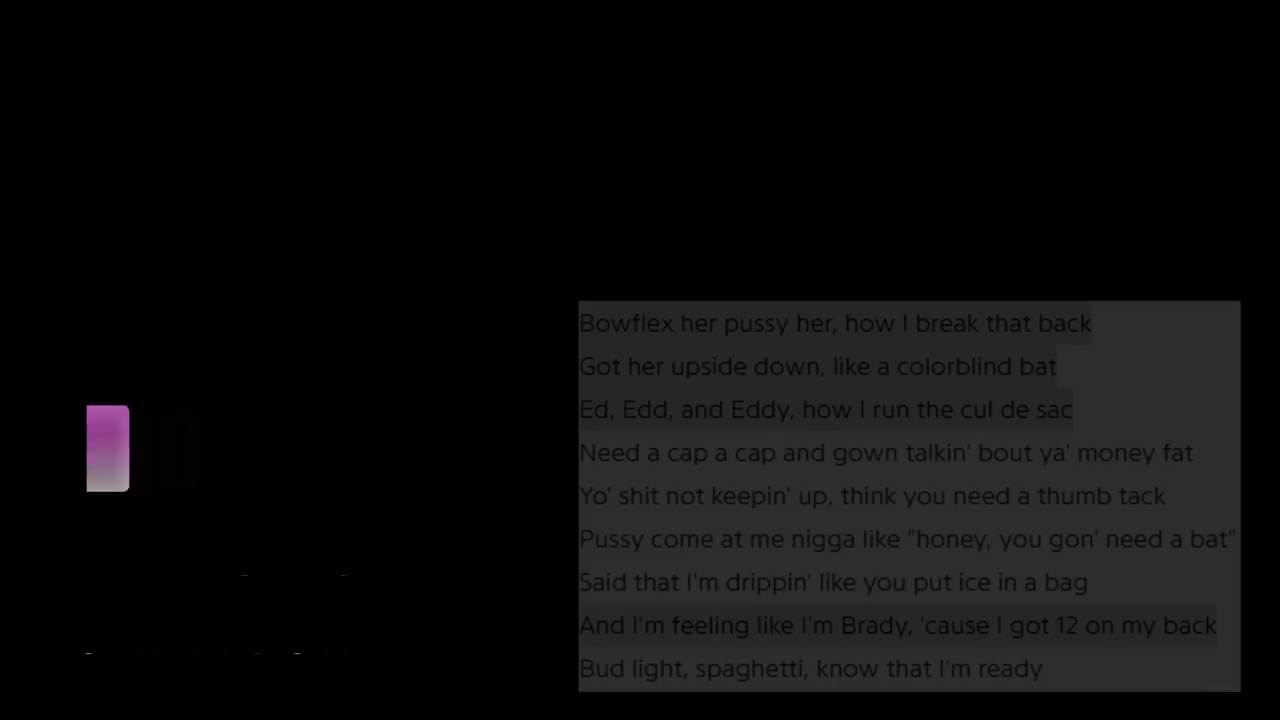 Bowflex her pussy her, how I break that back
Got her upside down, like a colorblind bat
Ed, Edd, and Eddy, how I run the cul de sac
Need a cap a cap and gown talkin' bout ya' money fat
Yo' shit not keepin' up, think you need a thumb tack
Pussy come at me nigga like "honey, you gon' need a bat"
Said that I'm drippin' like you put ice in a bag
And I'm feeling like I'm Brady, 'cause I got 12 on my back
Bud light, spaghetti, know that I'm ready